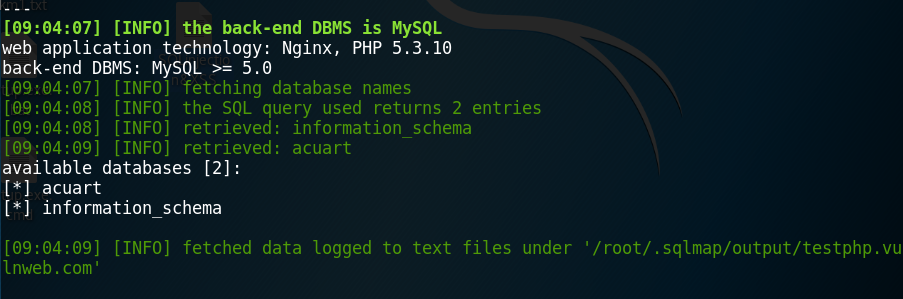 ---
[09:04:07] [INFO] the back-end DBMS is MySQL
web application technology: Nginx, PHP 5.3.10
back-end DBMS: MySQL >= 5.0
[09:04:07] [INFO] fetching database names
[09:04:08] [INFO] the SQL query used returns 2 entries
[09:04:08] [INFO] retrieved: information_schema
[09:04:09] [INFO] retrieved: acuart
available databases [2]:
[*] acuart
[*] information_schema
[09:04:09] [INFO] fetched data logged to text files under '/root/.sqlmap/output/testphp.vu
lnweb.com'